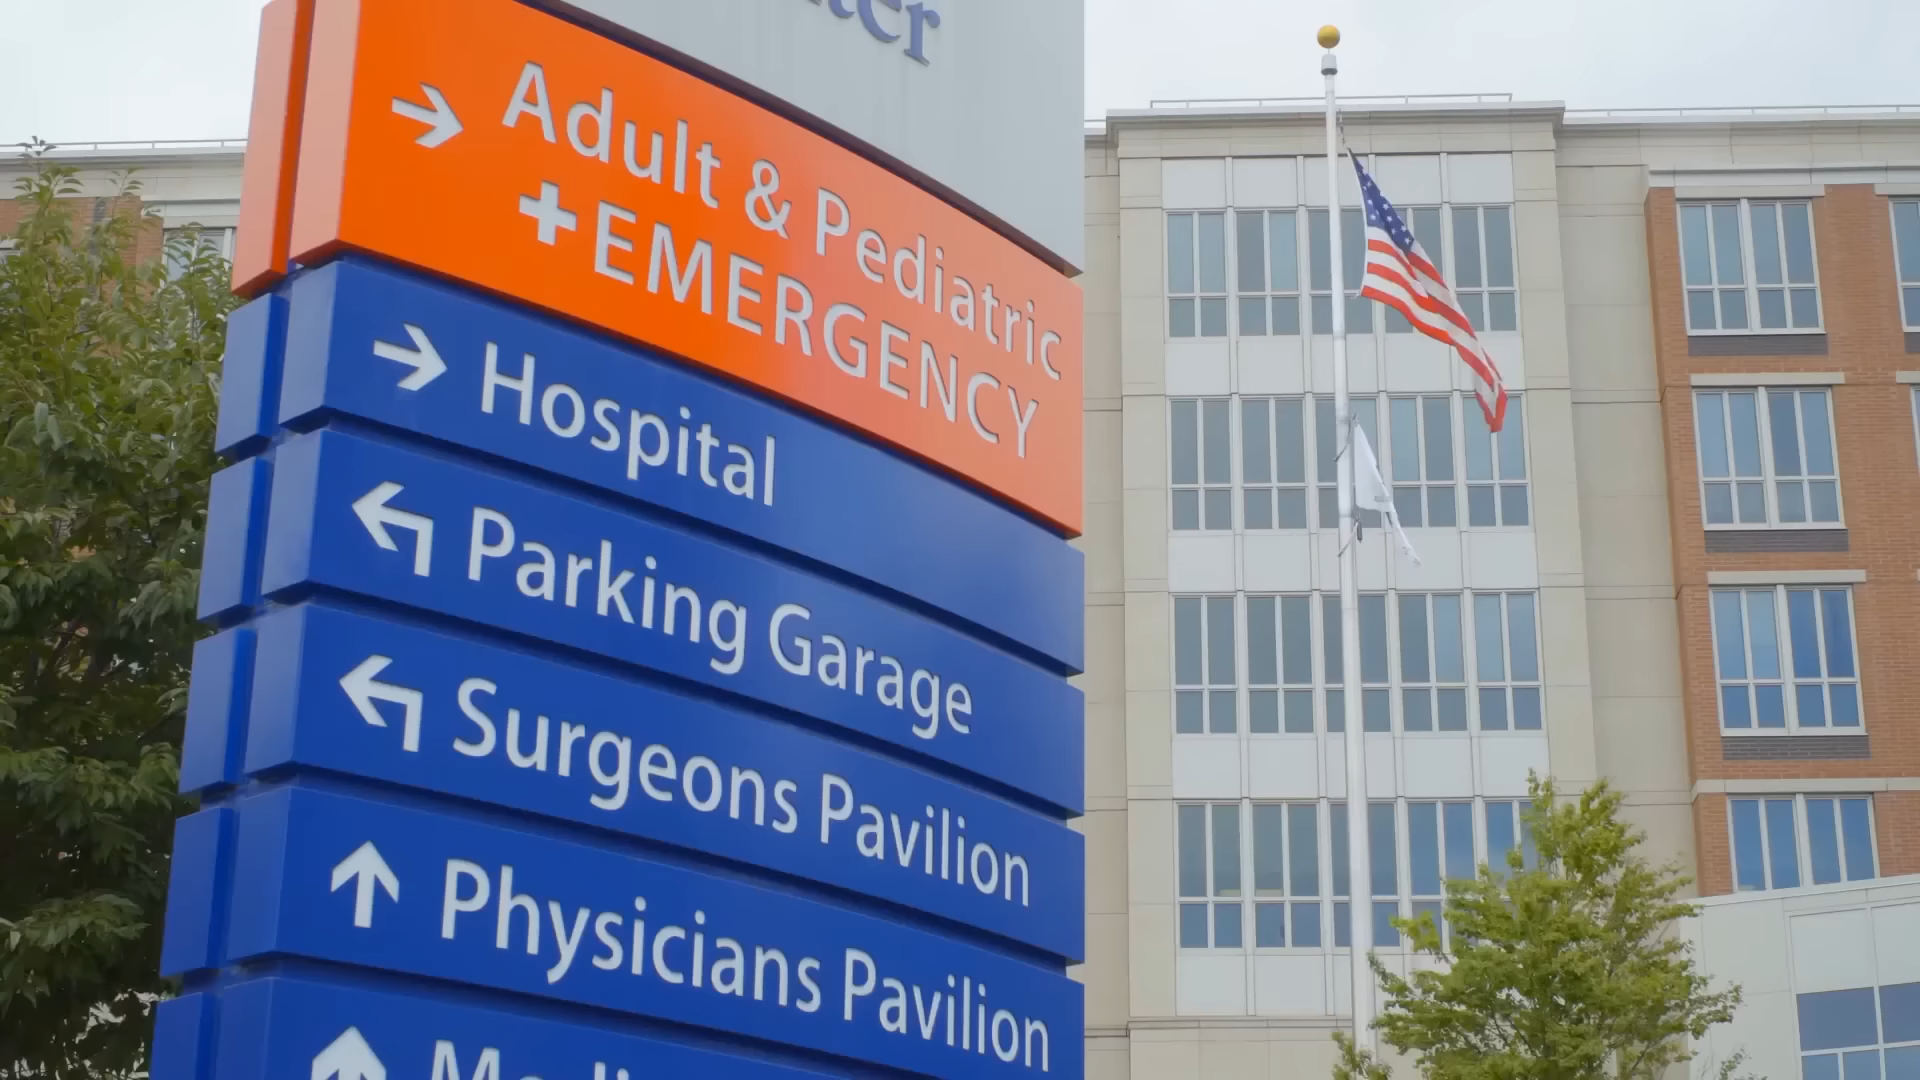 → Adult & Pediatric
+EMERGENCY
→ Hospital
↰ Parking Garage
↰ Surgeons Pavilion
↑ Physicians Pavilion